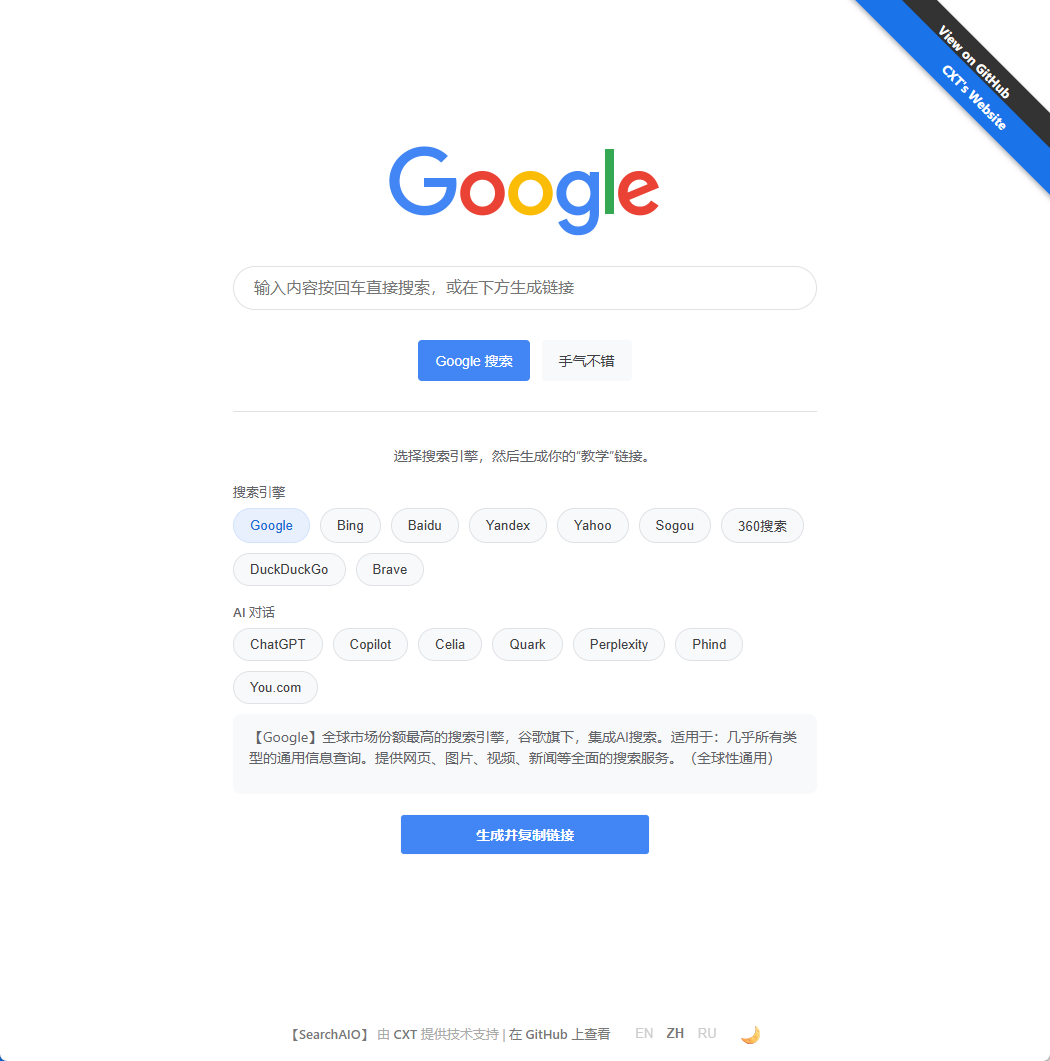 View on GitHub
CXT's Website
Google
输入内容按回车直接搜索，或在下方生成链接
Google 搜索
手气不错
选择搜索引擎，然后生成你的“教学”链接。
搜索引擎
Google
Bing
Baidu
Yandex
Yahoo
Sogou
360搜索
DuckDuckGo
Brave
AI 对话
ChatGPT
Copilot
Celia
Quark
Perplexity
Phind
You.com
【Google】全球市场份额最高的搜索引擎，谷歌旗下，集成AI搜索。适用于：几乎所有类
型的通用信息查询。提供网页、图片、视频、新闻等全面的搜索服务。（全球性通用）
生成并复制链接
【SearchAIO】 由 CXT 提供技术支持 | 在 GitHub 上查看 EN ZH RU